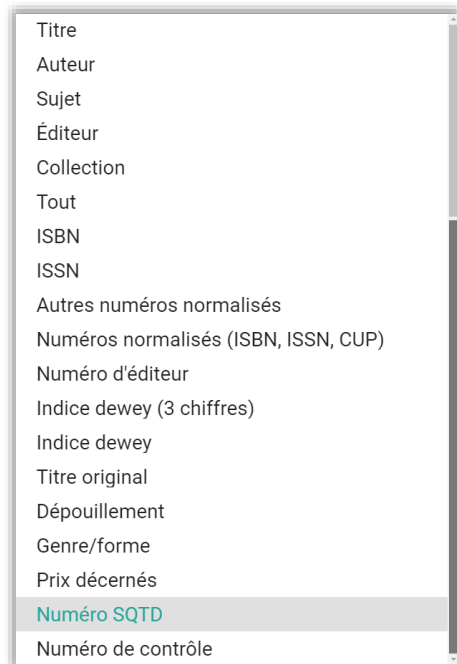 Titre
Auteur
Sujet
Éditeur
Collection
Tout
ISBN
ISSN
Autres numéros normalisés
Numéros normalisés (ISBN, ISSN, CUP)
Numéro d'éditeur
Indice dewey (3 chiffres)
Indice dewey
Titre original
Dépouillement
Genre/forme
Prix décernés
Numéro SQTD
Numéro de contrôle